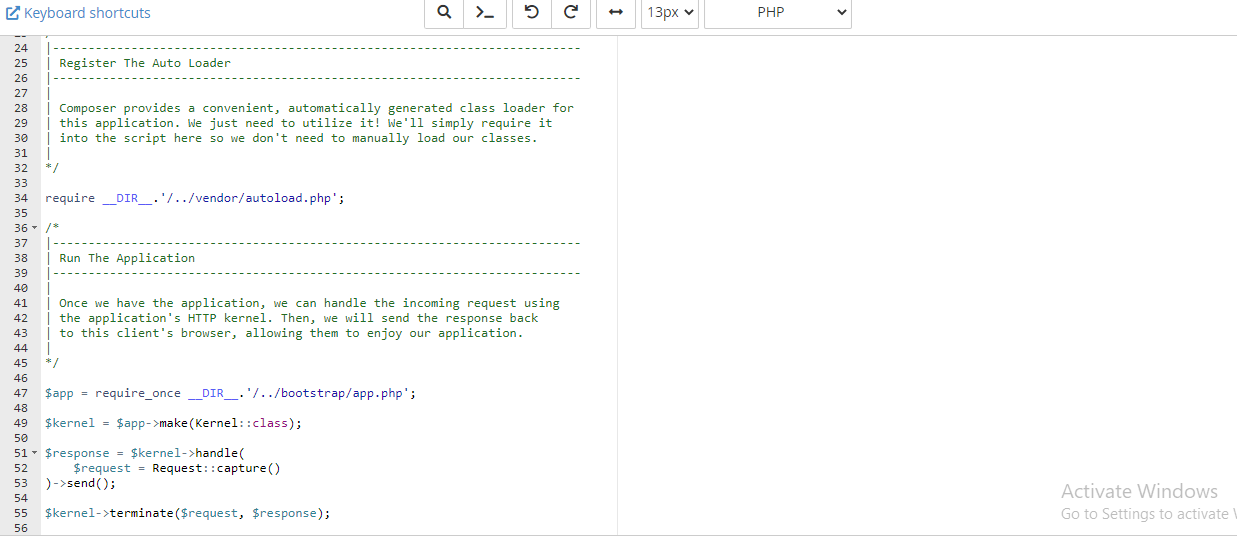 Keyboard shortcuts
13px
PHP
24 |--------------------------------------------------------------------------
25 | Register The Auto Loader
26 |--------------------------------------------------------------------------
27 |
28 | Composer provides a convenient, automatically generated class loader for
29 | this application. We just need to utilize it! We'll simply require it
30 | into the script here so we don't need to manually load our classes.
31 |
32 */
33
34 require __DIR__.'/../vendor/autoload.php';
35
36 /*
37 |--------------------------------------------------------------------------
38 | Run The Application
39 |--------------------------------------------------------------------------
40 |
41 | Once we have the application, we can handle the incoming request using
42 | the application's HTTP kernel. Then, we will send the response back
43 | to this client's browser, allowing them to enjoy our application.
44 |
45 */
46
47 $app = require_once __DIR__.'/../bootstrap/app.php';
48
49 $kernel = $app->make(Kernel::class);
50
51 $response = $kernel->handle(
52     $request = Request::capture()
53 )->send();
54
55 $kernel->terminate($request, $response);
56
Activate Windows
Go to Settings to activate